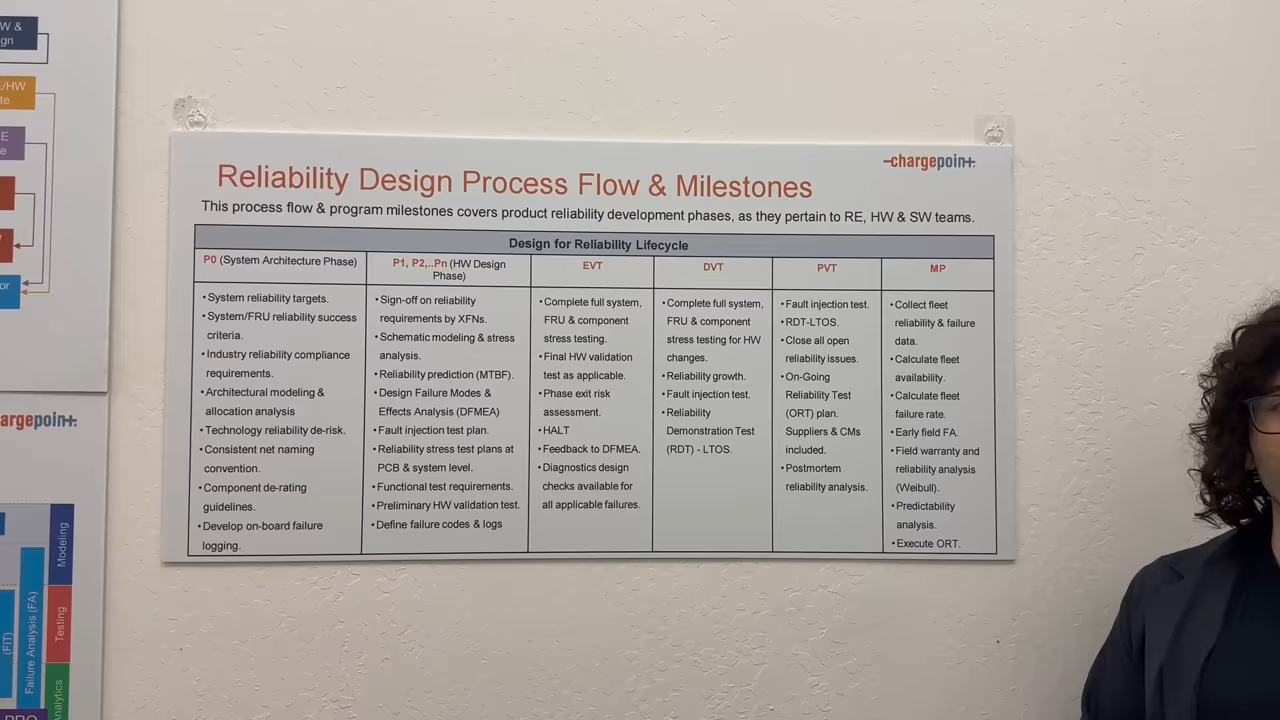 W &
gn
E/HW
te
E
e
or
-chargepoin+.
Reliability Design Process Flow & Milestones
This process flow & program milestones covers product reliability development phases, as they pertain to RE, HW & SW teams.
Design for Reliability Lifecycle
P0 (System Architecture Phase)
• System reliability targets.
• System/FRU reliability success
criteria.
• Industry reliability compliance
requirements.
• Architectural modeling &
allocation analysis
• Technology reliability de-risk.
• Consistent net naming
convention.
• Component de-rating
guidelines.
• Develop on-board failure
logging.
P1, P2,..Pn (HW Design
Phase)
• Sign-off on reliability
requirements by XFNs.
• Schematic modeling & stress
analysis.
• Reliability prediction (MTBF).
• Design Failure Modes &
Effects Analysis (DFMEA)
• Fault injection test plan.
• Reliability stress test plans at
PCB & system level.
• Functional test requirements.
• Preliminary HW validation test.
• Define failure codes & logs
EVT
• Complete full system,
FRU & component
stress testing.
• Final HW validation
test as applicable.
• Phase exit risk
assessment.
• HALT
• Feedback to DFMEA.
• Diagnostics design
checks available for
all applicable failures.
DVT
• Complete full system,
FRU & component
stress testing for HW
changes.
• Reliability growth.
• Fault injection test.
• Reliability
Demonstration Test
(RDT) - LTOS.
PVT
• Fault injection test.
• RDT-LTOS.
• Close all open
reliability issues.
• On-Going
Reliability Test
(ORT) plan.
Suppliers & CMs
included.
• Postmortem
reliability analysis.
MP
• Collect fleet
reliability & failure
data.
• Calculate fleet
availability.
• Calculate fleet
failure rate.
• Early field FA.
• Field warranty and
reliability analysis
(Weibull).
• Predictability
analysis.
• Execute ORT.
argepoin+.
Modeling
Testing
nalytics
Failure Analysis (FA)
(FIT)